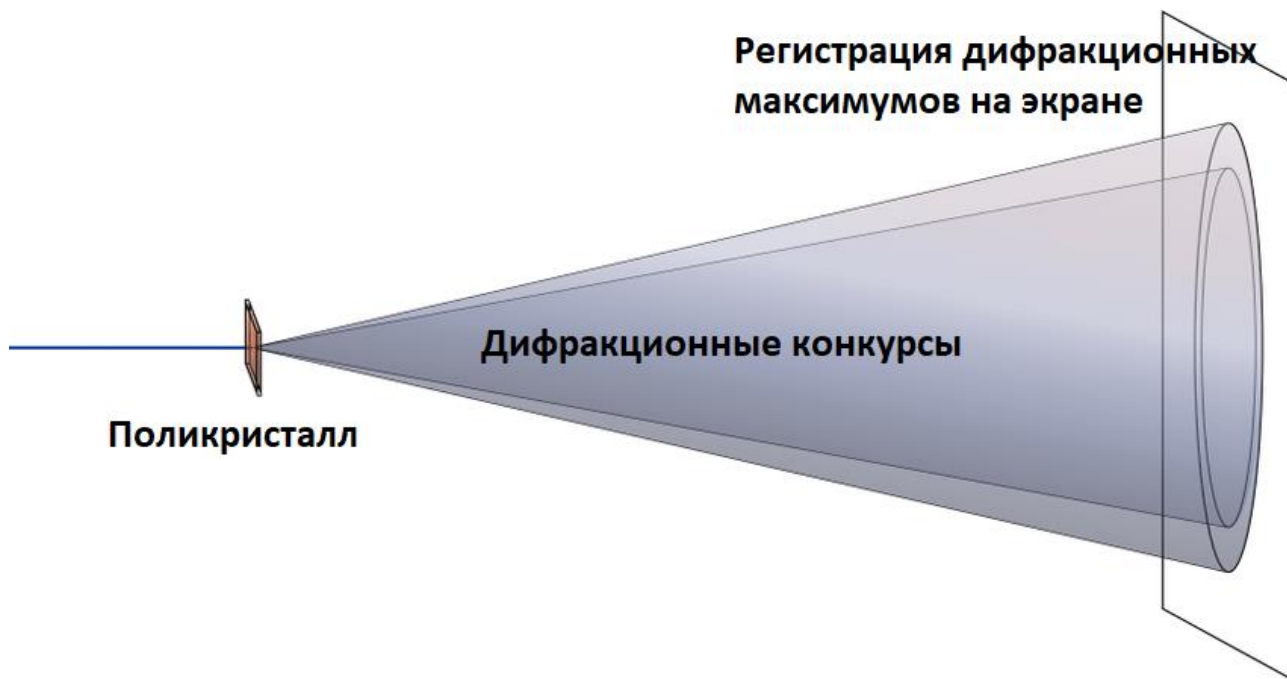 Регистрация дифракционных
максимумов на экране
Дифракционные конкурсы
Поликристалл